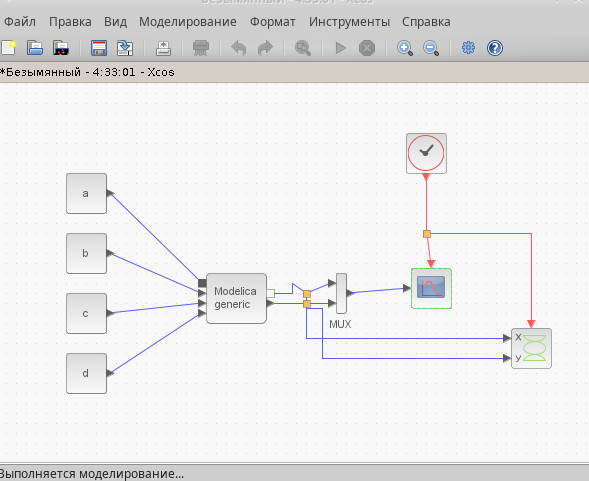 Безымянный - 4:33:01 - Xcos
Файл Правка Вид Моделирование Формат Инструменты Справка
*Безымянный - 4:33:01 - Xcos
a
b
c
d
Modelica
generic
MUX
X
У
Выполняется моделирование...